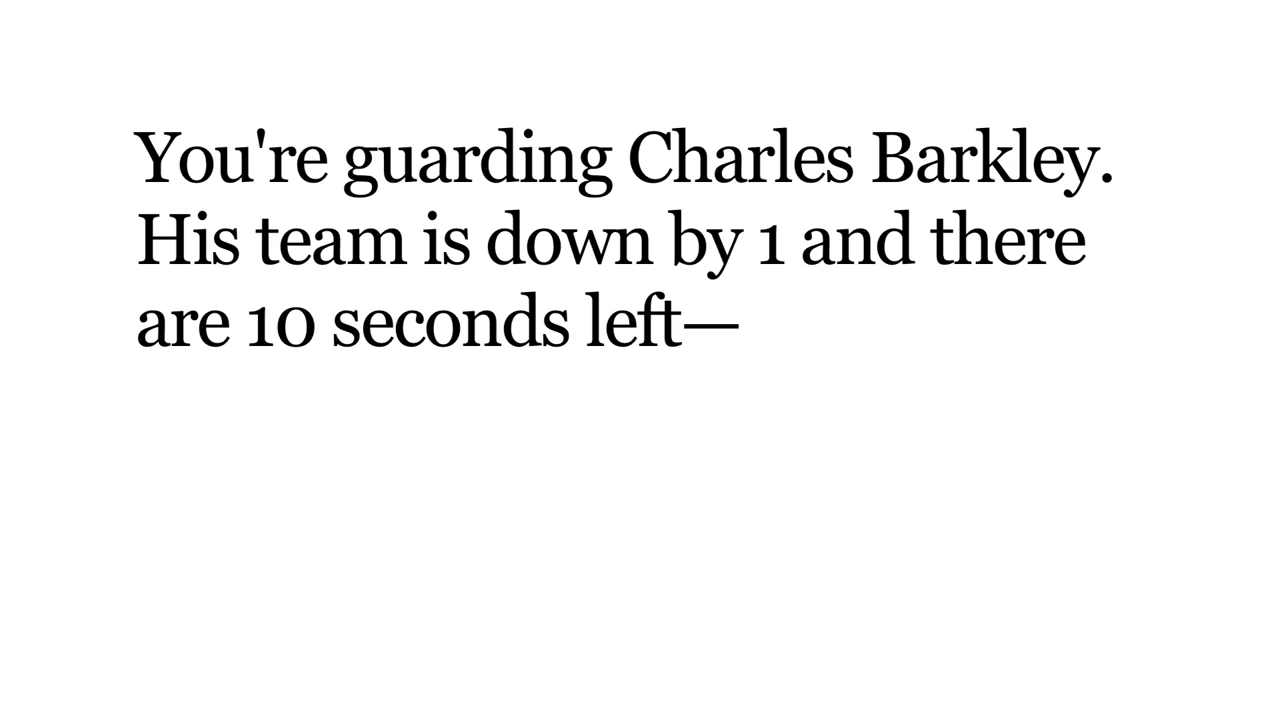 You're guarding Charles Barkley.
His team is down by 1 and there
are 10 seconds left—